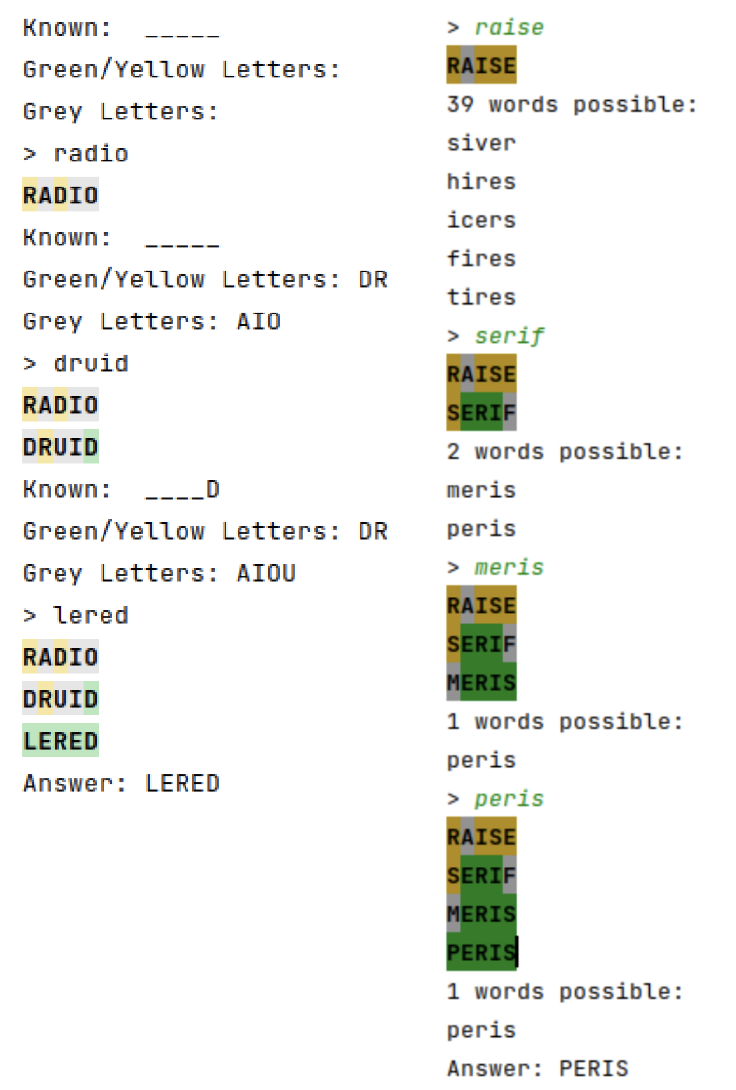 Known:  _____
Green/Yellow Letters:
Grey Letters:
> radio
RADIO
Known:  _____
Green/Yellow Letters: DR
Grey Letters: AIO
> druid
RADIO
DRUID
Known:  ____D
Green/Yellow Letters: DR
Grey Letters: AIOU
> lered
RADIO
DRUID
LERED
Answer: LERED
> raise
RAISE
39 words possible:
siver
hires
icers
fires
tires
> serif
RAISE
SERIF
2 words possible:
meris
peris
> meris
RAISE
SERIF
MERIS
1 words possible:
peris
> peris
RAISE
SERIF
MERIS
PERIS
1 words possible:
peris
Answer: PERIS